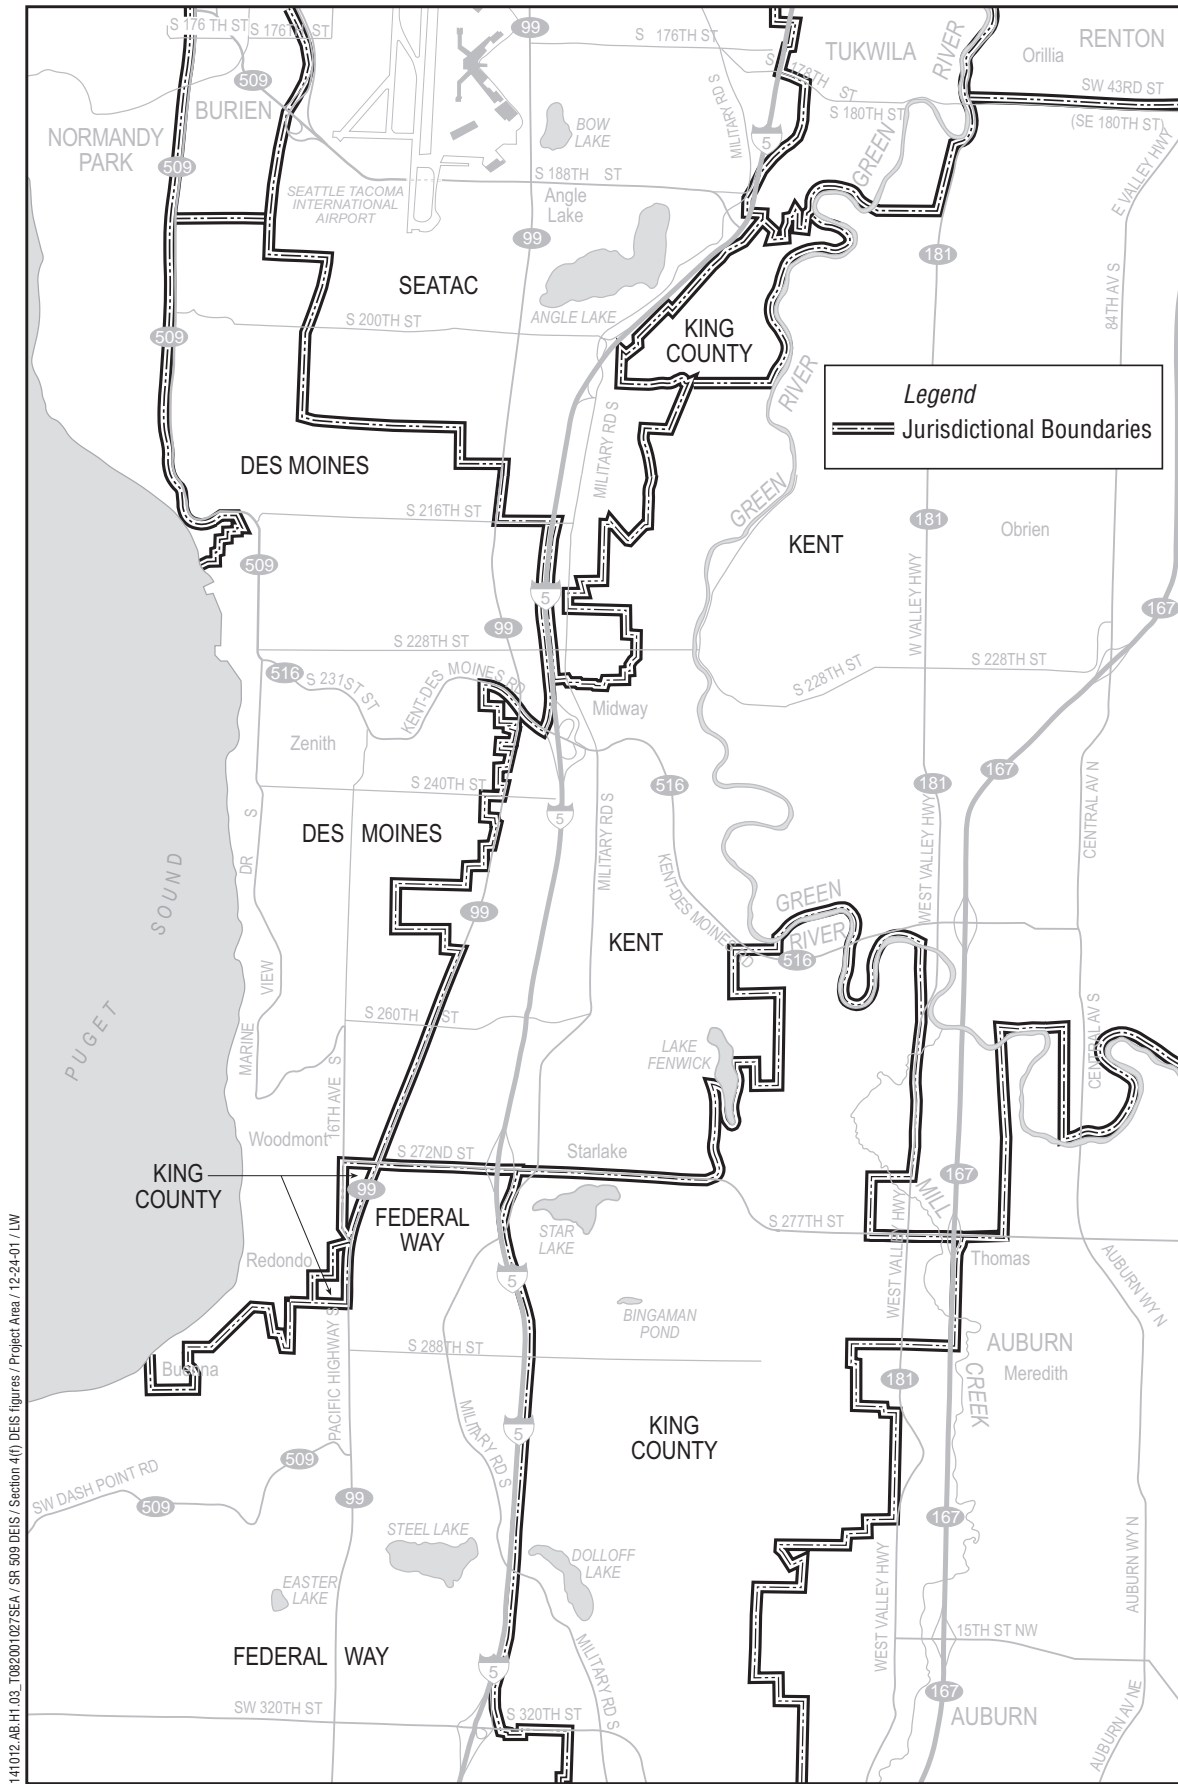 S 176 TH ST
S 176TH ST
99
S 176TH ST
TUKWILA
RIVER
Orillia
RENTON
509
S 178TH ST
SW 43RD ST
BURIEN
MILITARY RD S
S 180TH ST
(SE 180TH ST)
NORMANDY
PARK
BOW
LAKE
5
GREEN
E VALLEY HWY
509
S 188TH ST
SEATTLE TACOMA
INTERNATIONAL
AIRPORT
Angle
Lake
99
181
SEATAC
84TH AV S
ANGLE LAKE
S 200TH ST
KING
COUNTY
509
RIVER
Legend
Jurisdictional Boundaries
MILITARY RD S
DES MOINES
GREEN
S 216TH ST
181
Obrien
KENT
509
5
W VALLEY HWY
167
99
S 228TH ST
S 228TH ST
S 228TH ST
516
S 231ST ST
KENT-DES MOINES RD
Midway
Zenith
181
167
S 240TH ST
516
5
MILITARY RD S
WEST VALLEY HWY
CENTRAL AV N
DES MOINES
MARINE VIEW DR S
PUGET SOUND
KENT-DES MOINES RD
99
GREEN
RIVER
KENT
516
S 260TH ST
LAKE
FENWICK
CENTRAL AV S
16TH AVE S
Woodmont
S 272ND ST
Starlake
KING
COUNTY
99
167
MILL
FEDERAL
WAY
STAR
LAKE
S 277TH ST
WEST VALLEY HWY
Redondo
5
Thomas
AUBURN WY N
BINGAMAN
POND
PACIFIC HIGHWAY S
S 288TH ST
AUBURN
Meredith
Buenna
181
CREEK
MILITARY RD S
5
KING
COUNTY
509
SW DASH POINT RD
509
99
167
STEEL LAKE
DOLLOFF
LAKE
EASTER
LAKE
WEST VALLEY HWY
AUBURN WY N
15TH ST NW
FEDERAL WAY
5
MILITARY RD S
167
SW 320TH ST
S 320TH ST
AUBURN
AUBURN AV NE
141012.AB.H1.03_T082001027SEA / SR 509 DEIS / Section 4(f) DEIS figures / Project Area / 12-24-01 / LW